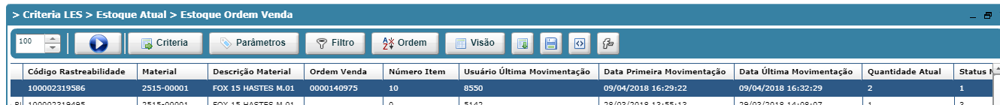 > Criteria LES > Estoque Atual > Estoque Ordem Venda
100 Criteria Parâmetros Filtro Ordem Visão
Código Rastreabilidade Material Descrição Material Ordem Venda Número Item Usuário Última Movimentação Data Primeira Movimentação Data Última Movimentação Quantidade Atual Status
100002319586 2515-00001 FOX 15 HASTES M.01 0000140975 10 8550 09/04/2018 16:29:22 09/04/2018 16:32:29 2 1
100002319495 2515-00001 FOX 15 HASTES M.01 0 5142 28/03/2018 13:55:13 29/03/2018 14:08:07 1 3